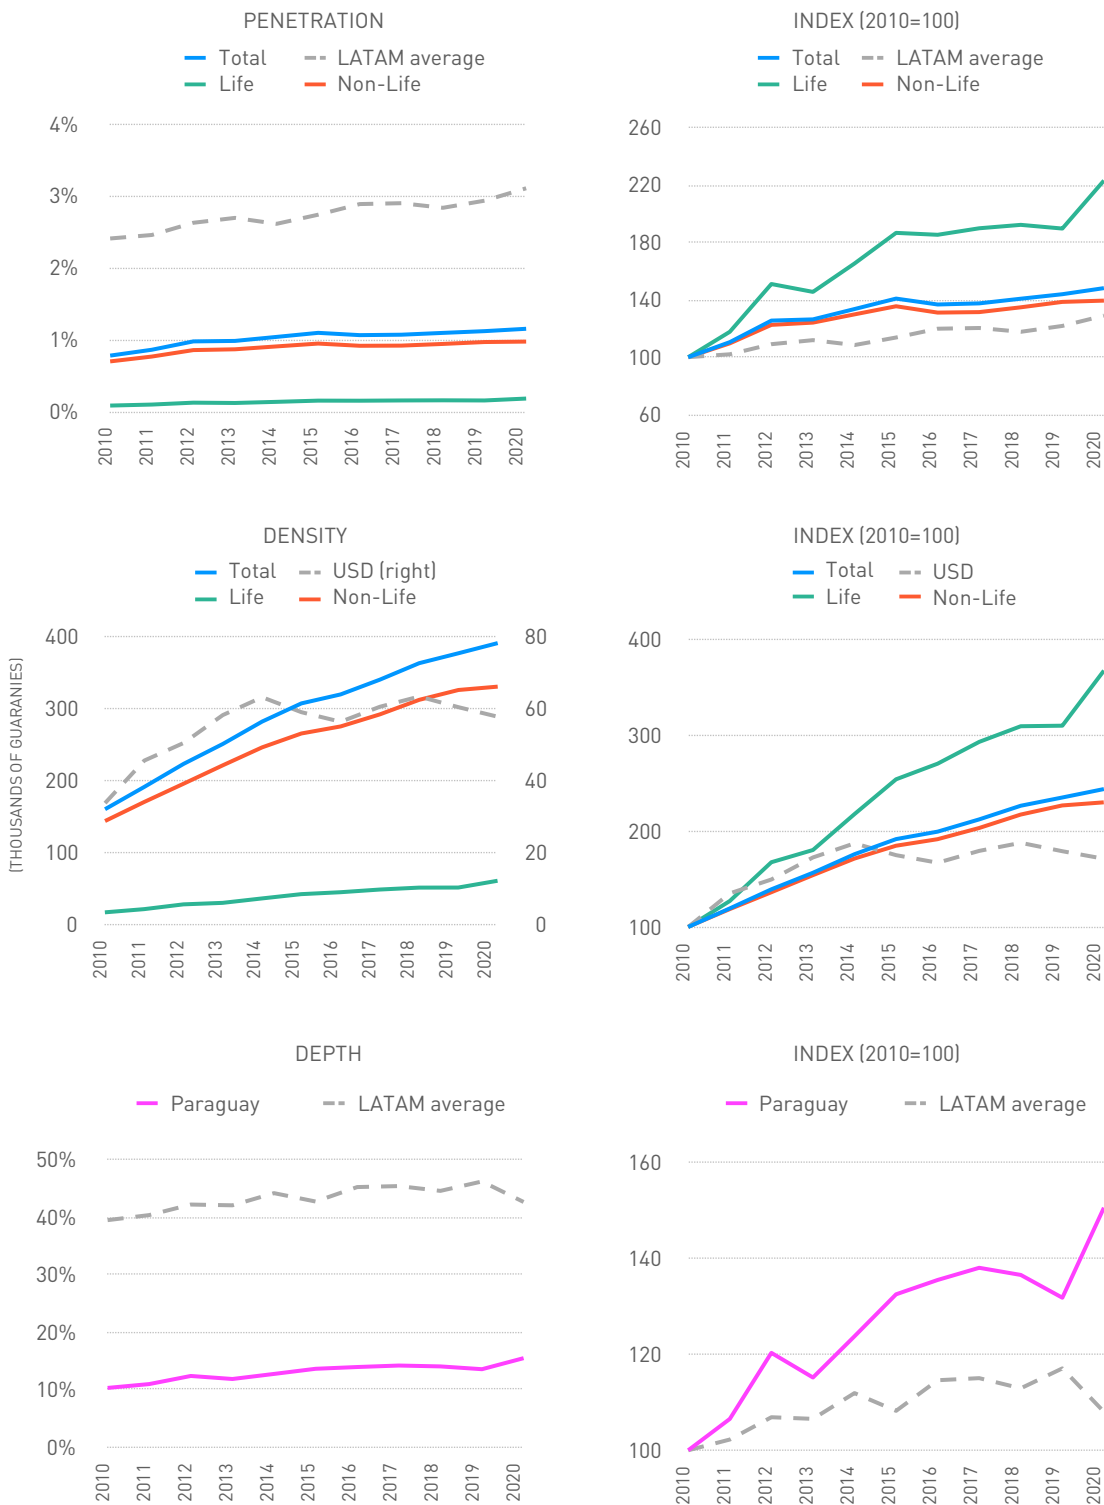 PENETRATION
Total LATAM average
Life Non-Life
4%
3%
2%
1%
0%
2010 2011 2012 2013 2014 2015 2016 2017 2018 2019 2020
INDEX (2010=100)
Total LATAM average
Life Non-Life
260
220
180
140
100
60
2010 2011 2012 2013 2014 2015 2016 2017 2018 2019 2020
DENSITY
Total USD (right)
Life Non-Life
(THOUSANDS OF GUARANIES)
400 80
300 60
200 40
100 20
0 0
2010 2011 2012 2013 2014 2015 2016 2017 2018 2019 2020
INDEX (2010=100)
Total USD
Life Non-Life
400
300
200
100
2010 2011 2012 2013 2014 2015 2016 2017 2018 2019 2020
DEPTH
Paraguay LATAM average
50%
40%
30%
20%
10%
0%
2010 2011 2012 2013 2014 2015 2016 2017 2018 2019 2020
INDEX (2010=100)
Paraguay LATAM average
160
140
120
100
2010 2011 2012 2013 2014 2015 2016 2017 2018 2019 2020